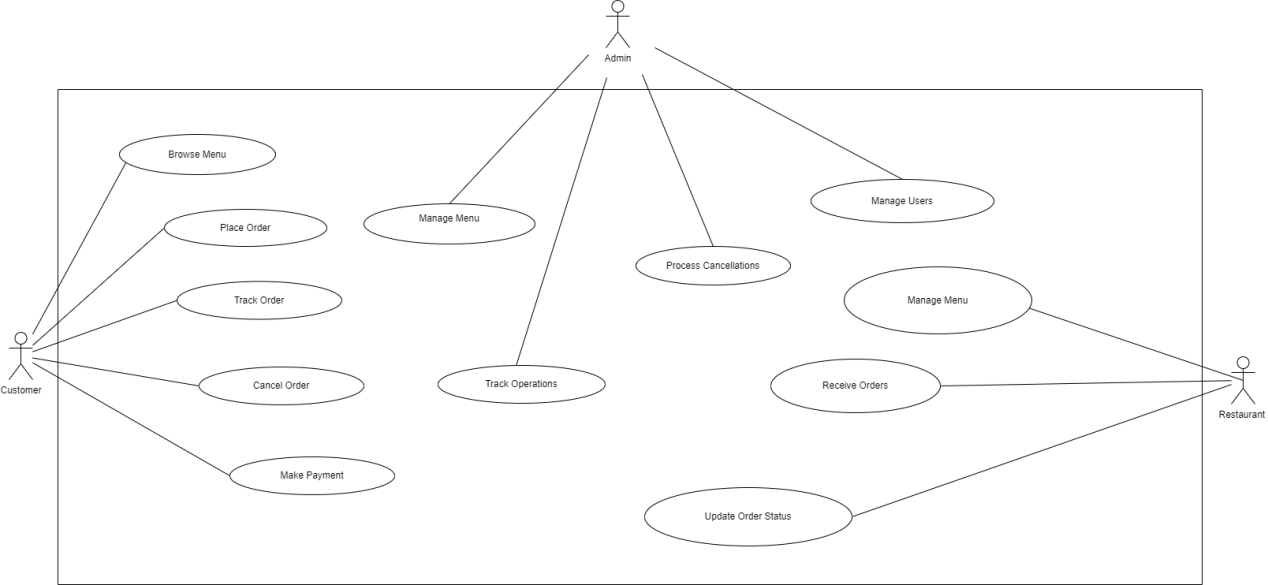 Admin
Browse Menu
Manage Users
Manage Menu
Place Order
Process Cancellations
Track Order
Manage Menu
Customer
Cancel Order
Track Operations
Receive Orders
Restaurant
Make Payment
Update Order Status